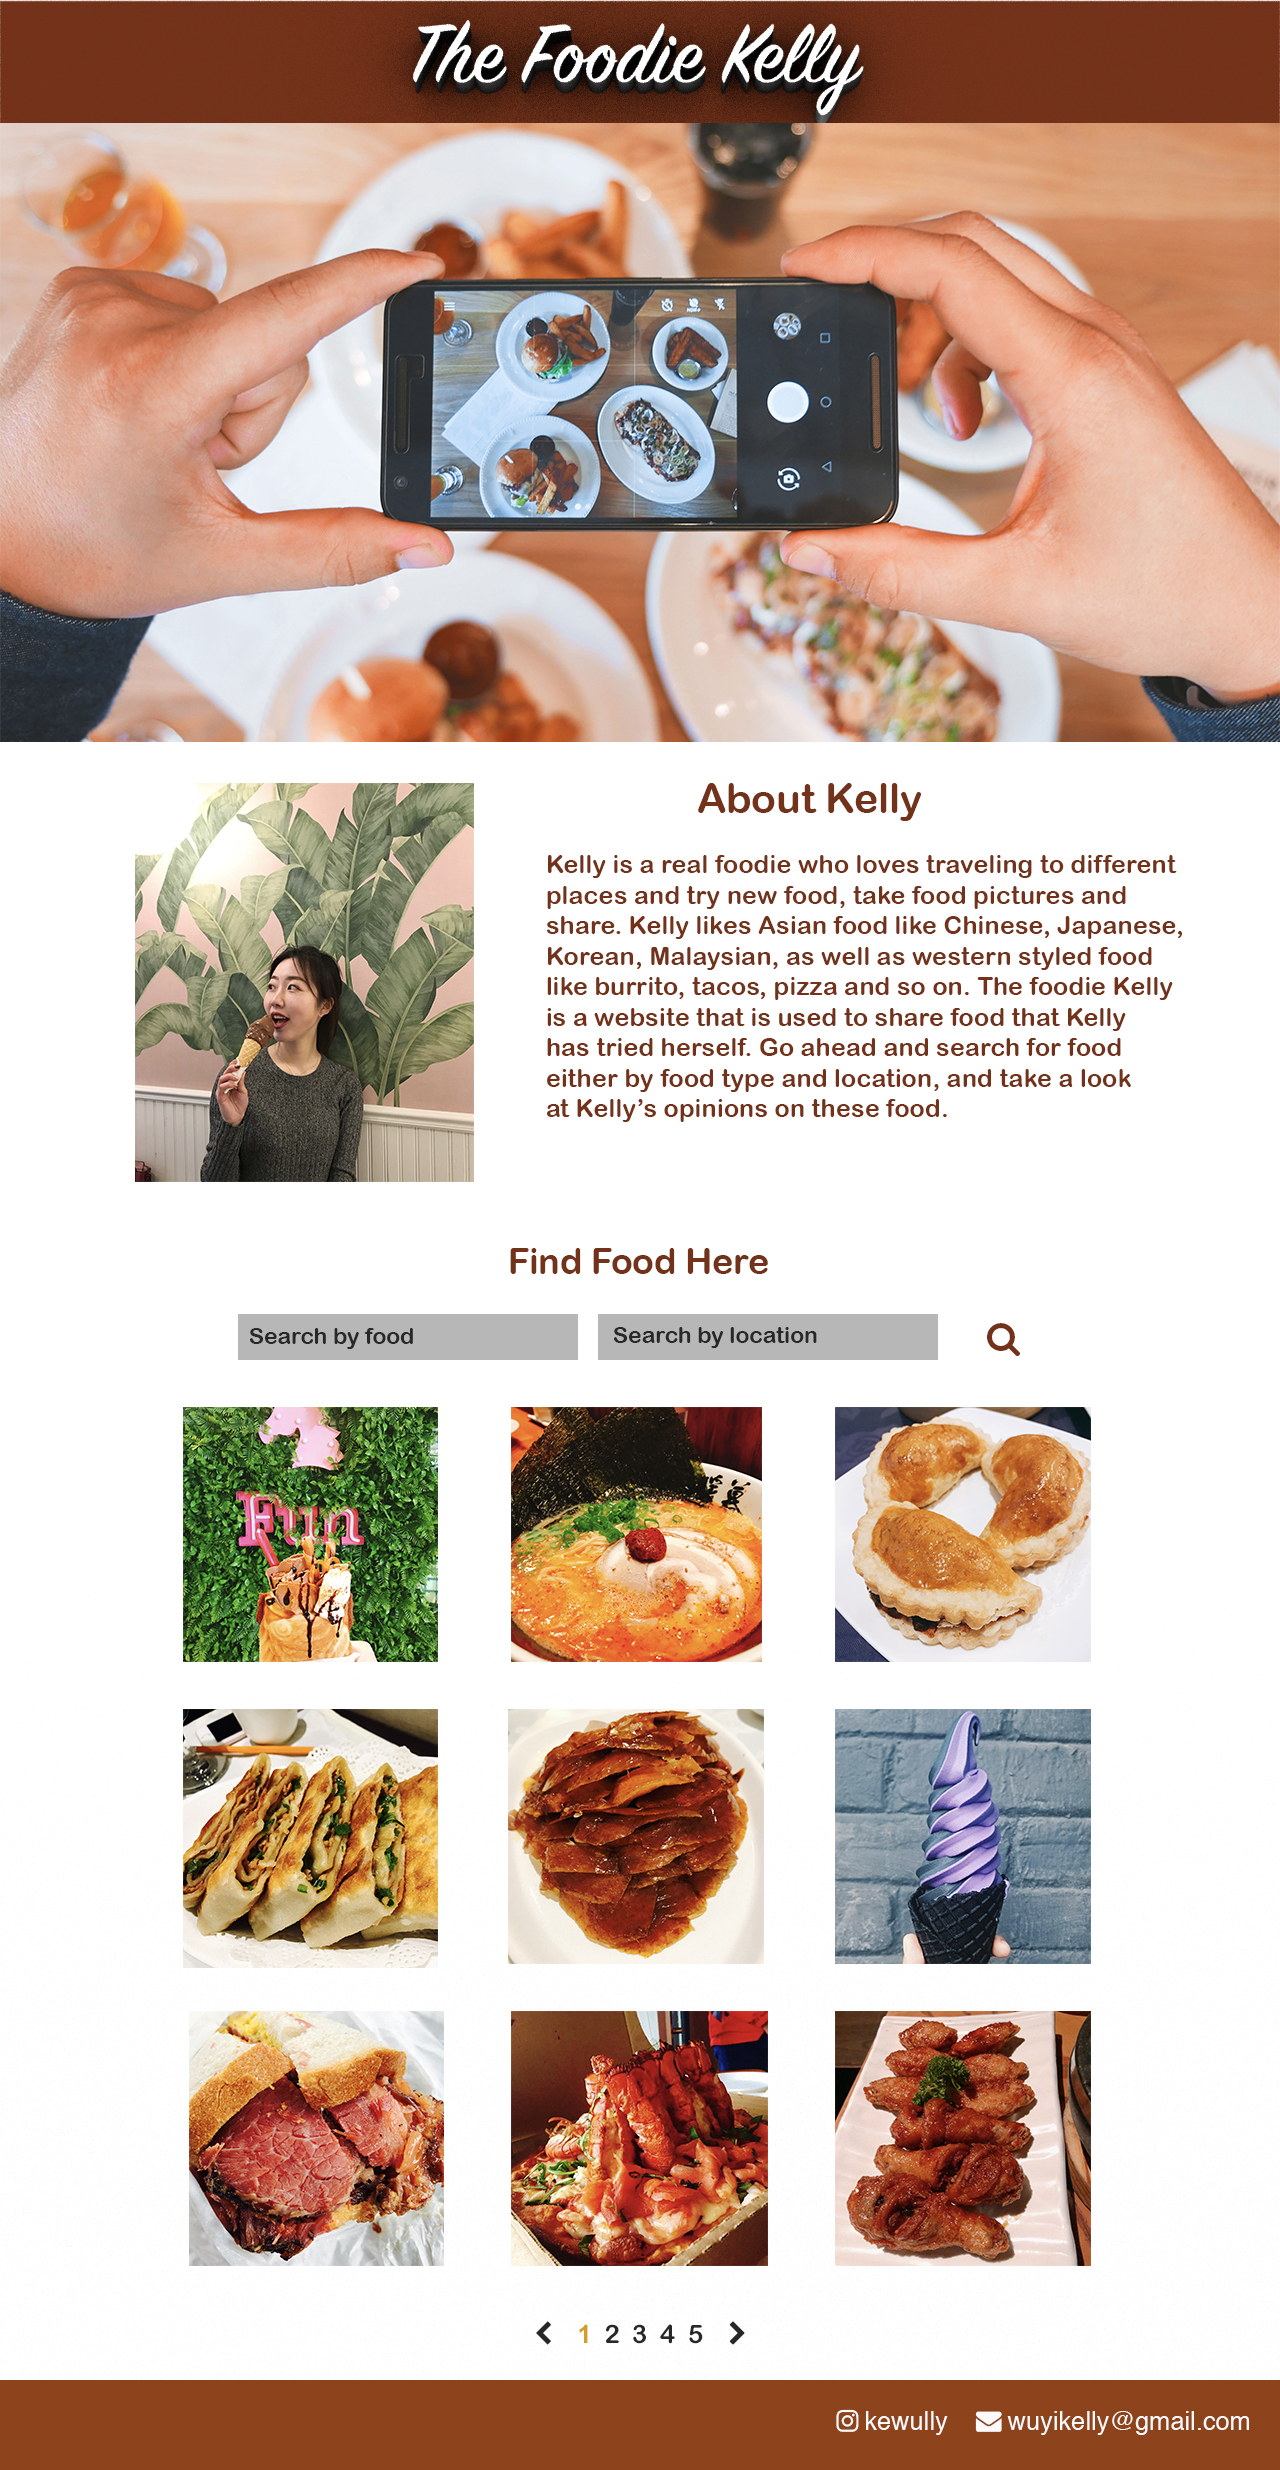 The Foodie Kelly
About Kelly
Kelly is a real foodie who loves traveling to different
places and try new food, take food pictures and
share. Kelly likes Asian food like Chinese, Japanese,
Korean, Malaysian, as well as western styled food
like burrito, tacos, pizza and so on. The foodie Kelly
is a website that is used to share food that Kelly
has tried herself. Go ahead and search for food
either by food type and location, and take a look
at Kelly’s opinions on these food.
Find Food Here
Search by food
Search by location
Fun
1 2 3 4 5
kewully
wuyikelly@gmail.com